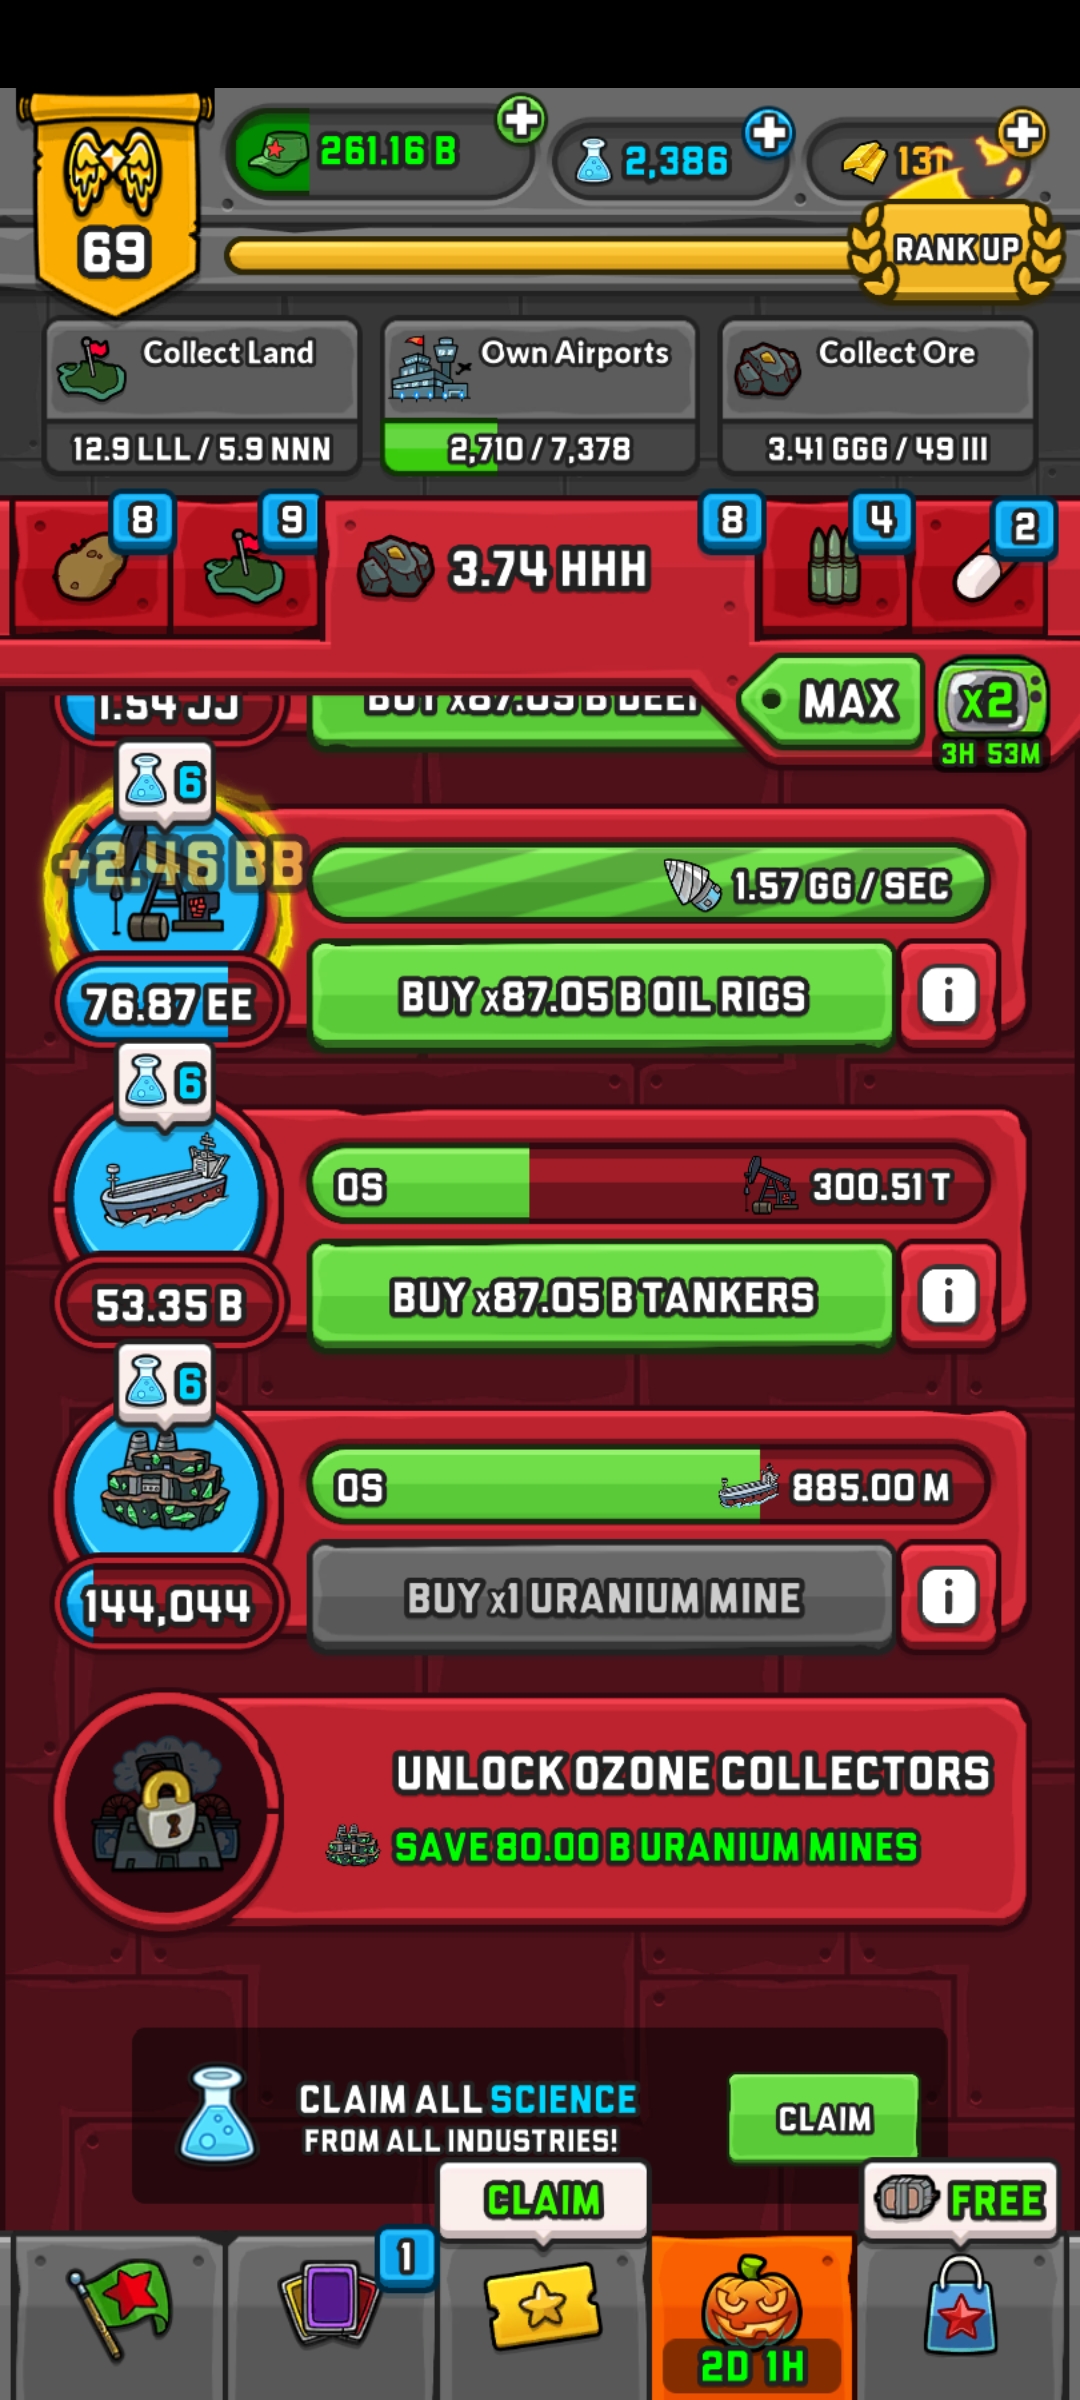 69
261.16 B
2,386
131
RANK UP
Collect Land
12.9 LLL / 5.9 NNN
Own Airports
2,710 / 7,378
Collect Ore
3.41 GGG / 49 III
8
9
3.74 HHH
8
4
2
1.54 JJ
MAX
x2
3H 53M
6
+2.46 BB
1.57 GG / SEC
76.87 EE
BUY x87.05 B OIL RIGS
i
6
0S
300.51 T
53.35 B
BUY x87.05 B TANKERS
i
6
0S
885.00 M
144,044
BUY x1 URANIUM MINE
i
UNLOCK OZONE COLLECTORS
SAVE 80.00 B URANIUM MINES
CLAIM ALL SCIENCE
FROM ALL INDUSTRIES!
CLAIM
CLAIM
FREE
1
2D 1H